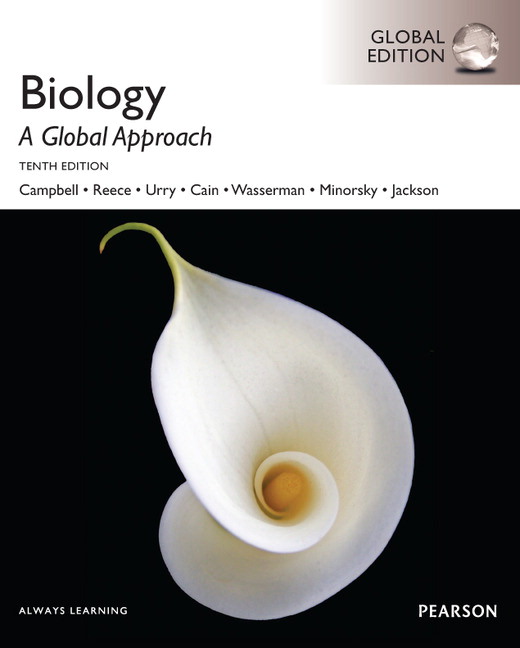 GLOBAL
EDITION
Biology
A Global Approach
TENTH EDITION
Campbell • Reece • Urry • Cain • Wasserman • Minorsky • Jackson
ALWAYS LEARNING
PEARSON